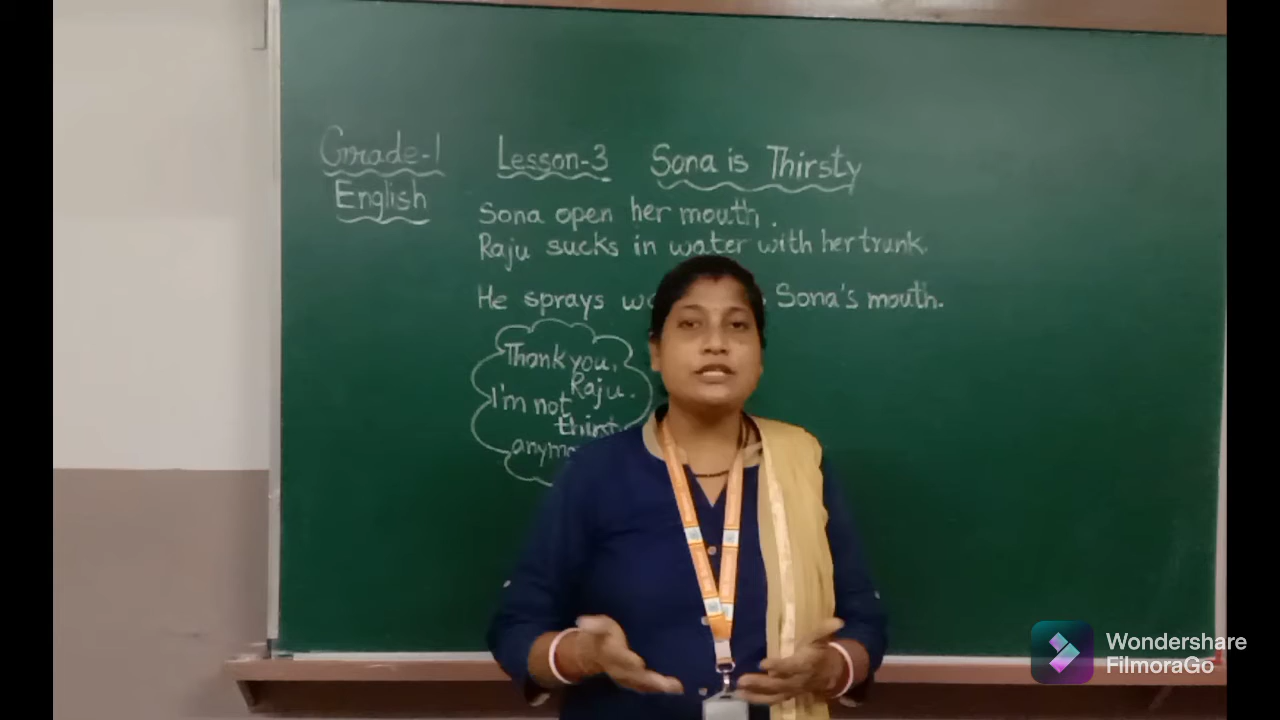 Grade-1
English
Lesson-3 Sona is Thirsty
Sona open her mouth.
Raju sucks in water with her trunk.
He sprays Sona's mouth.
Thank you,
Raju.
I'm not
Wondershare
FilmoraGo